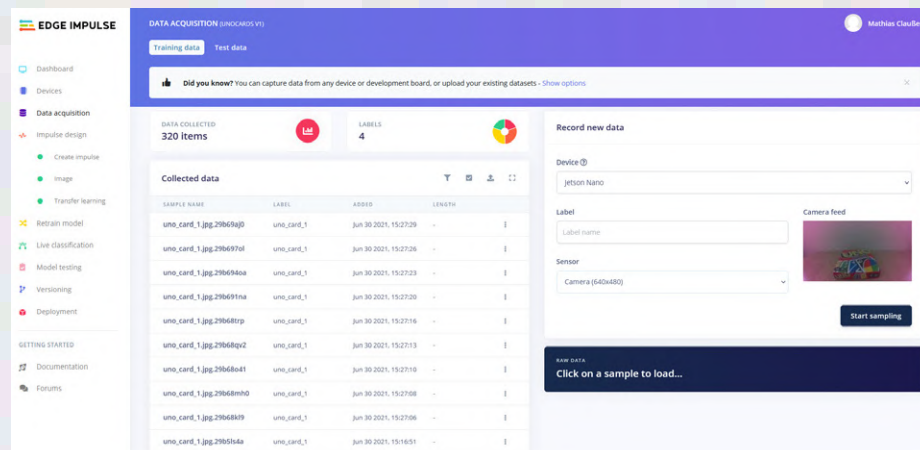 EDGE IMPULSE
Dashboard
Devices
Data acquisition
Impulse design
Create impulse
Image
Transfer learning
Retrain model
Live classification
Model testing
Versioning
Deployment
GETTING STARTED
Documentation
Forums
DATA ACQUISITION (UNOCARDS V1)
Mathias Clauße
Training data Test data
Did you know? You can capture data from any device or development board, or upload your existing datasets - Show options
DATA COLLECTED
320 items
LABELS
4
Collected data
SAMPLE NAME LABEL ADDED LENGTH
uno_card_1.jpg.29b69aj0 uno_card_1 Jun 30 2021, 15:27:29 -
uno_card_1.jpg.29b697ol uno_card_1 Jun 30 2021, 15:27:26 -
uno_card_1.jpg.29b694oa uno_card_1 Jun 30 2021, 15:27:23 -
uno_card_1.jpg.29b691na uno_card_1 Jun 30 2021, 15:27:20 -
uno_card_1.jpg.29b68trp uno_card_1 Jun 30 2021, 15:27:16 -
uno_card_1.jpg.29b68qv2 uno_card_1 Jun 30 2021, 15:27:13 -
uno_card_1.jpg.29b68o41 uno_card_1 Jun 30 2021, 15:27:10 -
uno_card_1.jpg.29b68mh0 uno_card_1 Jun 30 2021, 15:27:08 -
uno_card_1.jpg.29b68kl9 uno_card_1 Jun 30 2021, 15:27:06 -
uno_card_1.jpg.29b5ls4a uno_card_1 Jun 30 2021, 15:16:51 -
Record new data
Device
Jetson Nano
Label
Label name
Camera feed
Sensor
Camera (640x480)
Start sampling
RAW DATA
Click on a sample to load...